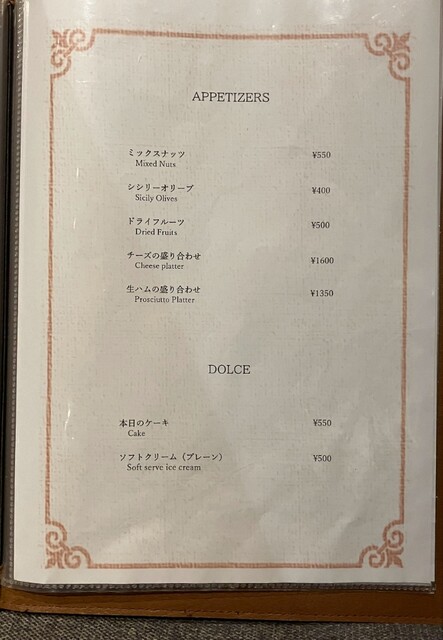 APPETIZERS
ミックスナッツ ¥550
Mixed Nuts
シシリーオリーブ ¥400
Sicily Olives
ドライフルーツ ¥500
Dried Fruits
チーズの盛り合わせ ¥1600
Cheese platter
生ハムの盛り合わせ ¥1350
Prosciutto Platter
DOLCE
本日のケーキ ¥550
Cake
ソフトクリーム（プレーン） ¥500
Soft serve ice cream